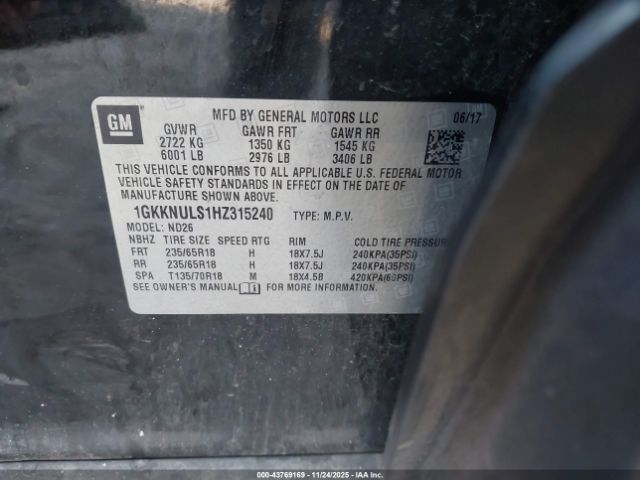 GM
MFD BY GENERAL MOTORS LLC 06/17
GVWR GAWR FRT GAWR RR
2722 KG 1350 KG 1545 KG
6001 LB 2976 LB 3406 LB
THIS VEHICLE CONFORMS TO ALL APPLICABLE U.S. FEDERAL MOTOR
VEHICLE SAFETY STANDARDS IN EFFECT ON THE DATE OF
MANUFACTURE SHOWN ABOVE.
1GKKNULS1HZ315240 TYPE: M.P.V.
MODEL: ND26
NBHZ TIRE SIZE SPEED RTG RIM COLD TIRE PRESSUR
FRT 235/65R18 H 18X7.5J 240KPA(35PSI)
RR 235/65R18 H 18X7.5J 240KPA(35PSI)
SPA T135/70R18 M 18X4.5B 420KPA(60PSI)
SEE OWNER'S MANUAL FOR MORE INFORMATION.
000-43769169 11/24/2025 IAAI.COM